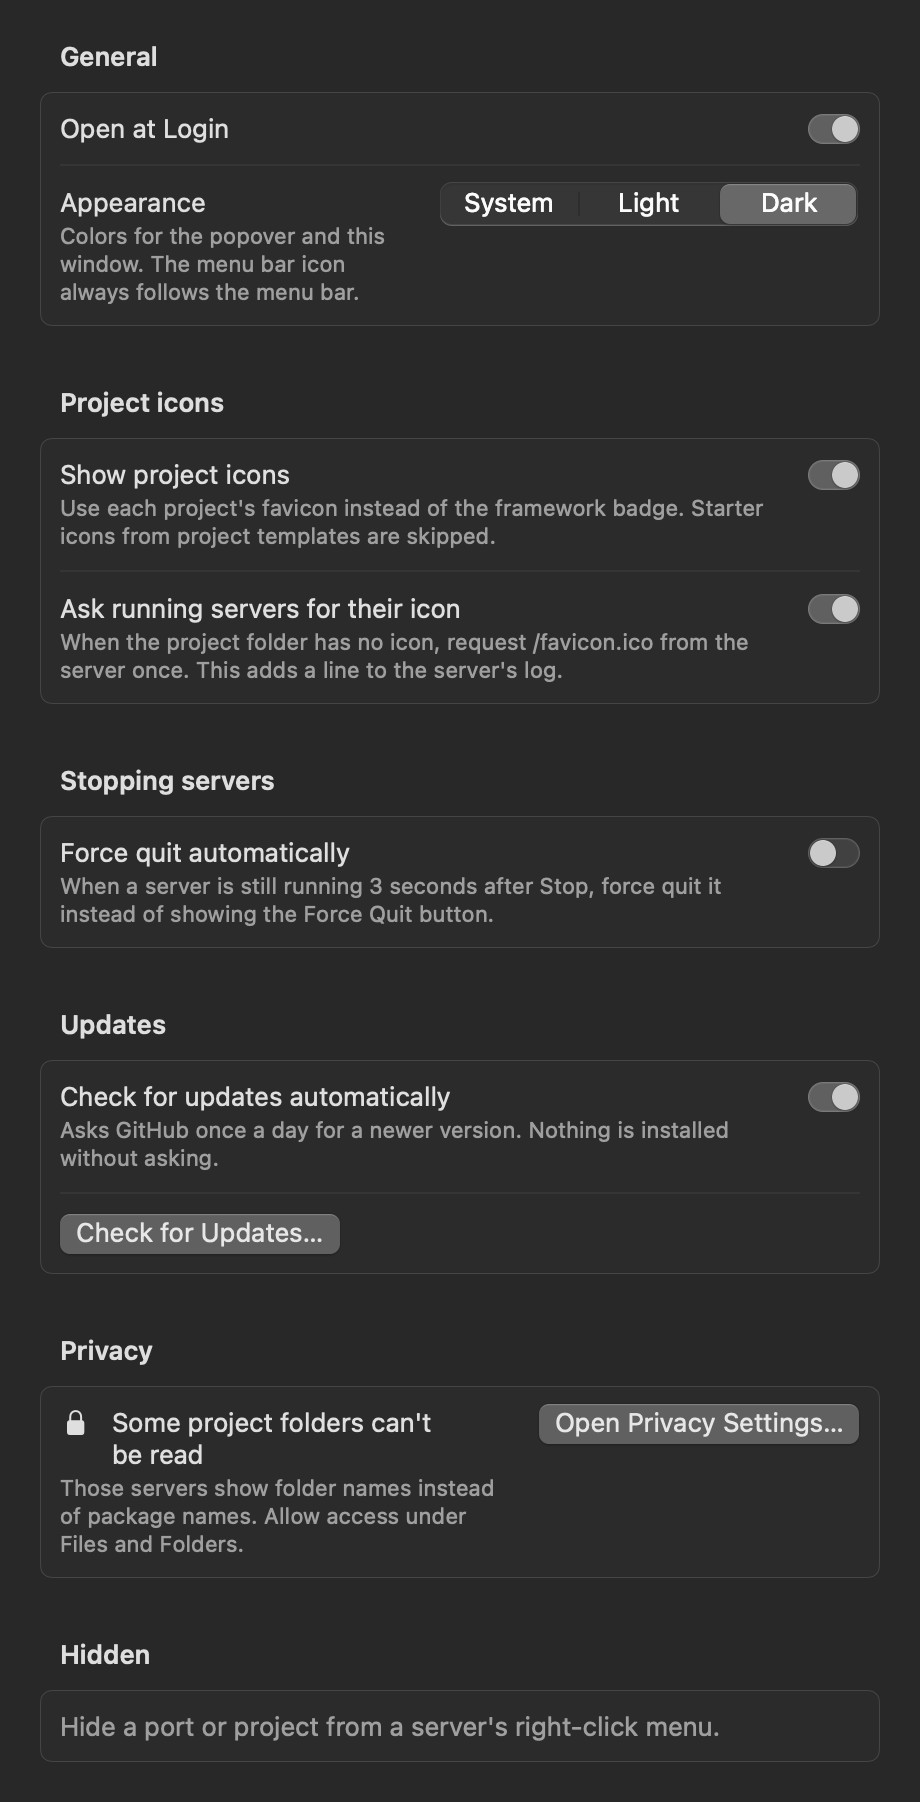 General
Open at Login
Appearance
System Light Dark
Colors for the popover and this
window. The menu bar icon
always follows the menu bar.
Project icons
Show project icons
Use each project's favicon instead of the framework badge. Starter
icons from project templates are skipped.
Ask running servers for their icon
When the project folder has no icon, request /favicon.ico from the
server once. This adds a line to the server's log.
Stopping servers
Force quit automatically
When a server is still running 3 seconds after Stop, force quit it
instead of showing the Force Quit button.
Updates
Check for updates automatically
Asks GitHub once a day for a newer version. Nothing is installed
without asking.
Check for Updates...
Privacy
Some project folders can't
be read
Open Privacy Settings...
Those servers show folder names instead
of package names. Allow access under
Files and Folders.
Hidden
Hide a port or project from a server's right-click menu.